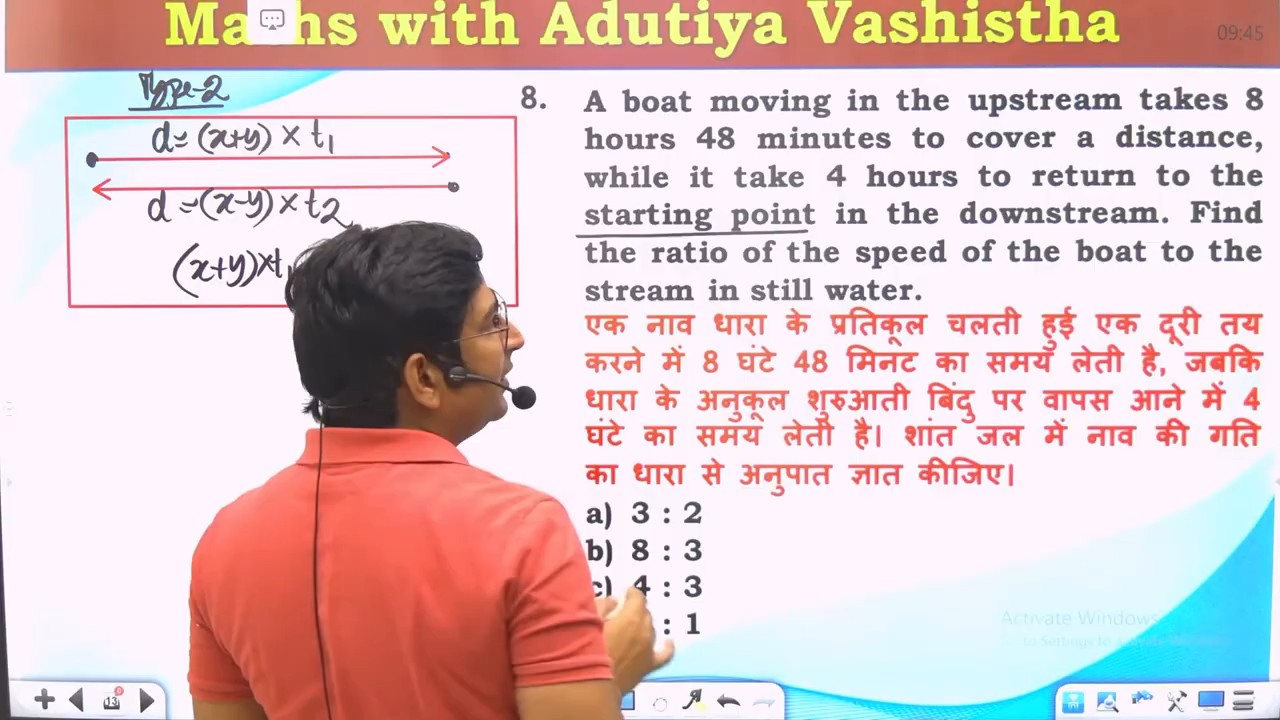 Maths with Adutiya Vashistha
09:45
Type-2
d = (x+y) × t1
d = (x-y) × t2
(x+y)×t
8. A boat moving in the upstream takes 8
hours 48 minutes to cover a distance,
while it take 4 hours to return to the
starting point in the downstream. Find
the ratio of the speed of the boat to the
stream in still water.
एक नाव धारा के प्रतिकूल चलती हुई एक दूरी तय
करने में 8 घंटे 48 मिनट का समय लेती है, जबकि
धारा के अनुकूल शुरुआती बिंदु पर वापस आने में 4
घंटे का समय लेती है। शांत जल में नाव की गति
का धारा से अनुपात ज्ञात कीजिए।
a) 3 : 2
b) 8 : 3
c) 4 : 3
: 1
Activate Windows
13